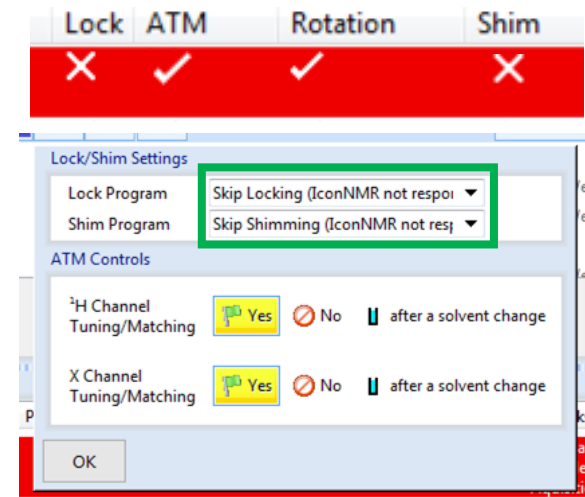 Lock ATM Rotation Shim
Lock/Shim Settings
Lock Program Skip Locking (IconNMR not respor
Shim Program Skip Shimming (IconNMR not resp
ATM Controls
¹H Channel
Tuning/Matching Yes No after a solvent change
X Channel
Tuning/Matching Yes No after a solvent change
OK